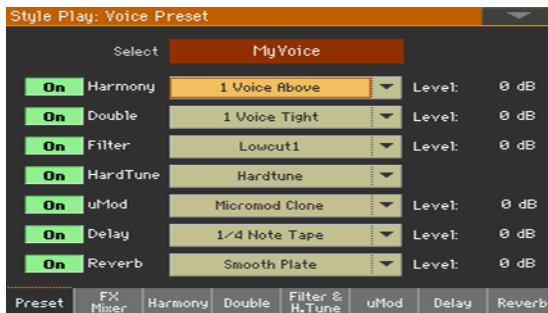 Style Play: Voice Preset
Select MyVoice
On Harmony 1 Voice Above Level: 0 dB
On Double 1 Voice Tight Level: 0 dB
On Filter Lowcut1 Level: 0 dB
On HardTune Hardtune
On uMod Micromod Clone Level: 0 dB
On Delay 1/4 Note Tape Level: 0 dB
On Reverb Smooth Plate Level: 0 dB
Preset FX Mixer Harmony Double Filter & H.Tune uMod Delay Reverb